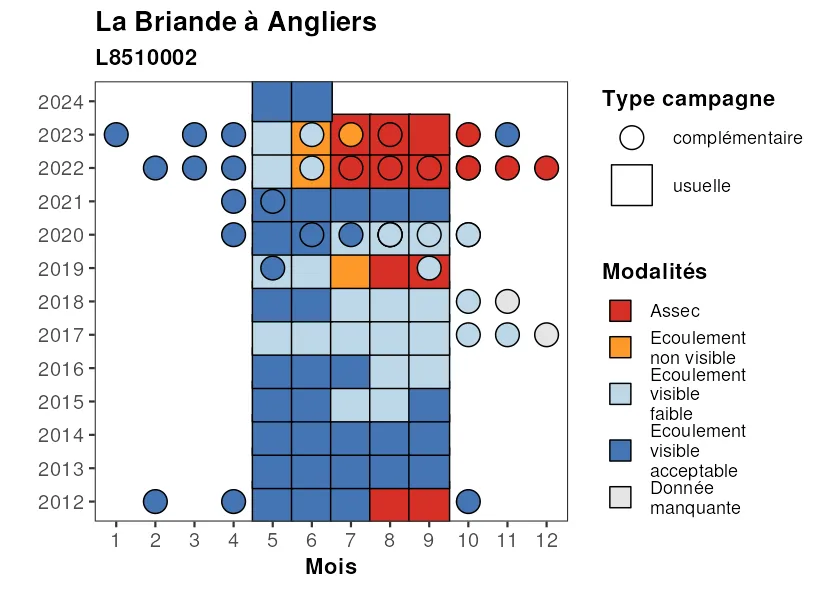 La Briande à Angliers
L8510002
2024
2023
2022
2021
2020
2019
2018
2017
2016
2015
2014
2013
2012
1 2 3 4 5 6 7 8 9 10 11 12
Mois
Type campagne
complémentaire
usuelle
Modalités
Assec
Ecoulement
non visible
Ecoulement
visible
faible
Ecoulement
visible
acceptable
Donnée
manquante